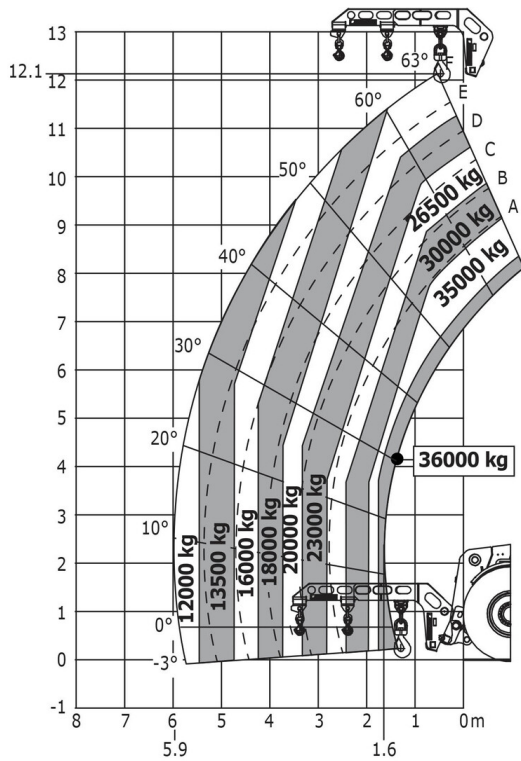 13
12.1
12
11
10
9
8
7
6
5
4
3
2
1
0
-1
63°
60°
50°
40°
30°
20°
10°
0°
-3°
F
E
D
C
B
A
26500 kg
30000 kg
35000 kg
36000 kg
12000 kg
13500 kg
16000 kg
18000 kg
20000 kg
23000 kg
8 7 6 5 4 3 2 1 0m
5.9 1.6